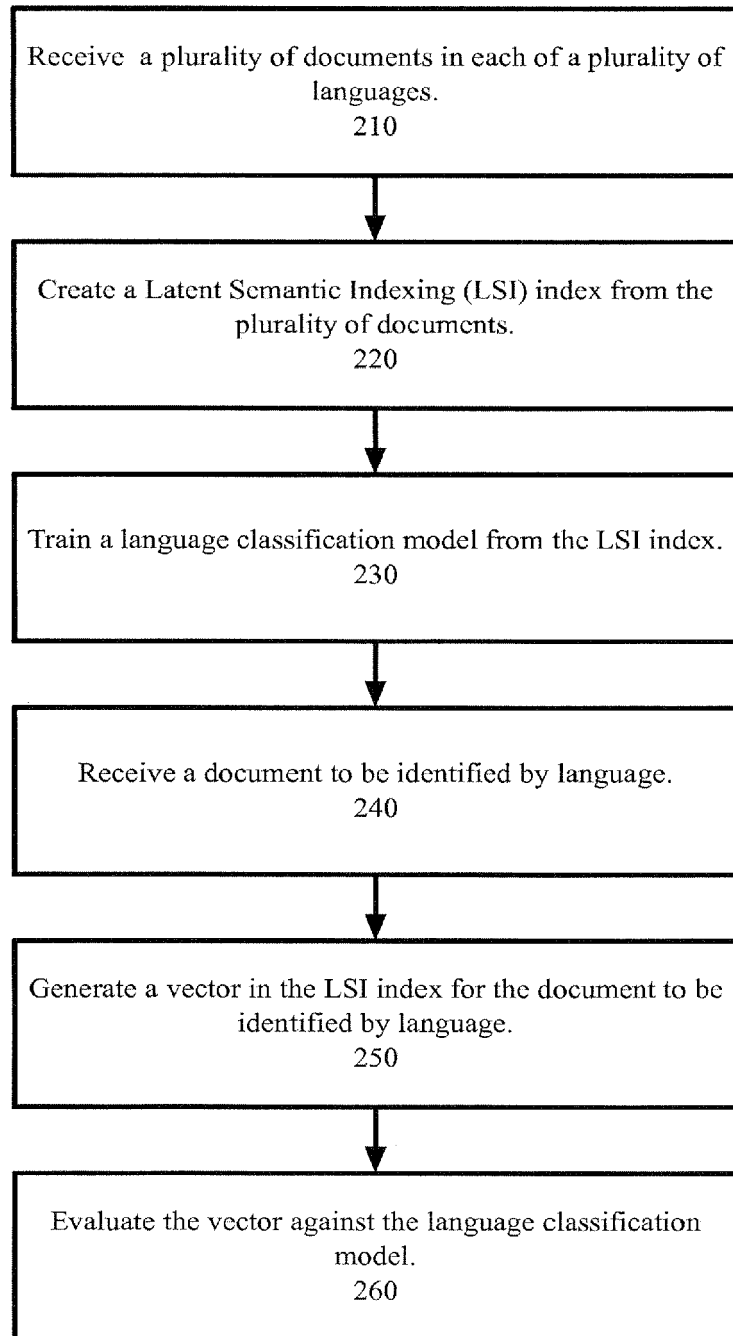 Receive a plurality of documents in each of a plurality of
languages.
210
Create a Latent Semantic Indexing (LSI) index from the
plurality of documents.
220
Train a language classification model from the LSI index.
230
Receive a document to be identified by language.
240
Generate a vector in the LSI index for the document to be
identified by language.
250
Evaluate the vector against the language classification
model.
260